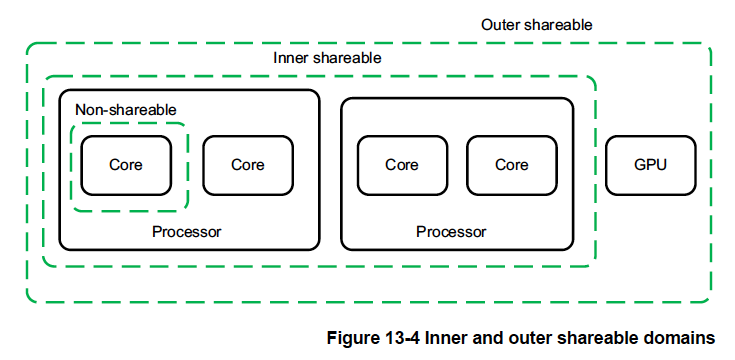 Outer shareable
Inner shareable
Non-shareable
Core
Core
Core
Core
GPU
Processor
Processor
Figure 13-4 Inner and outer shareable domains